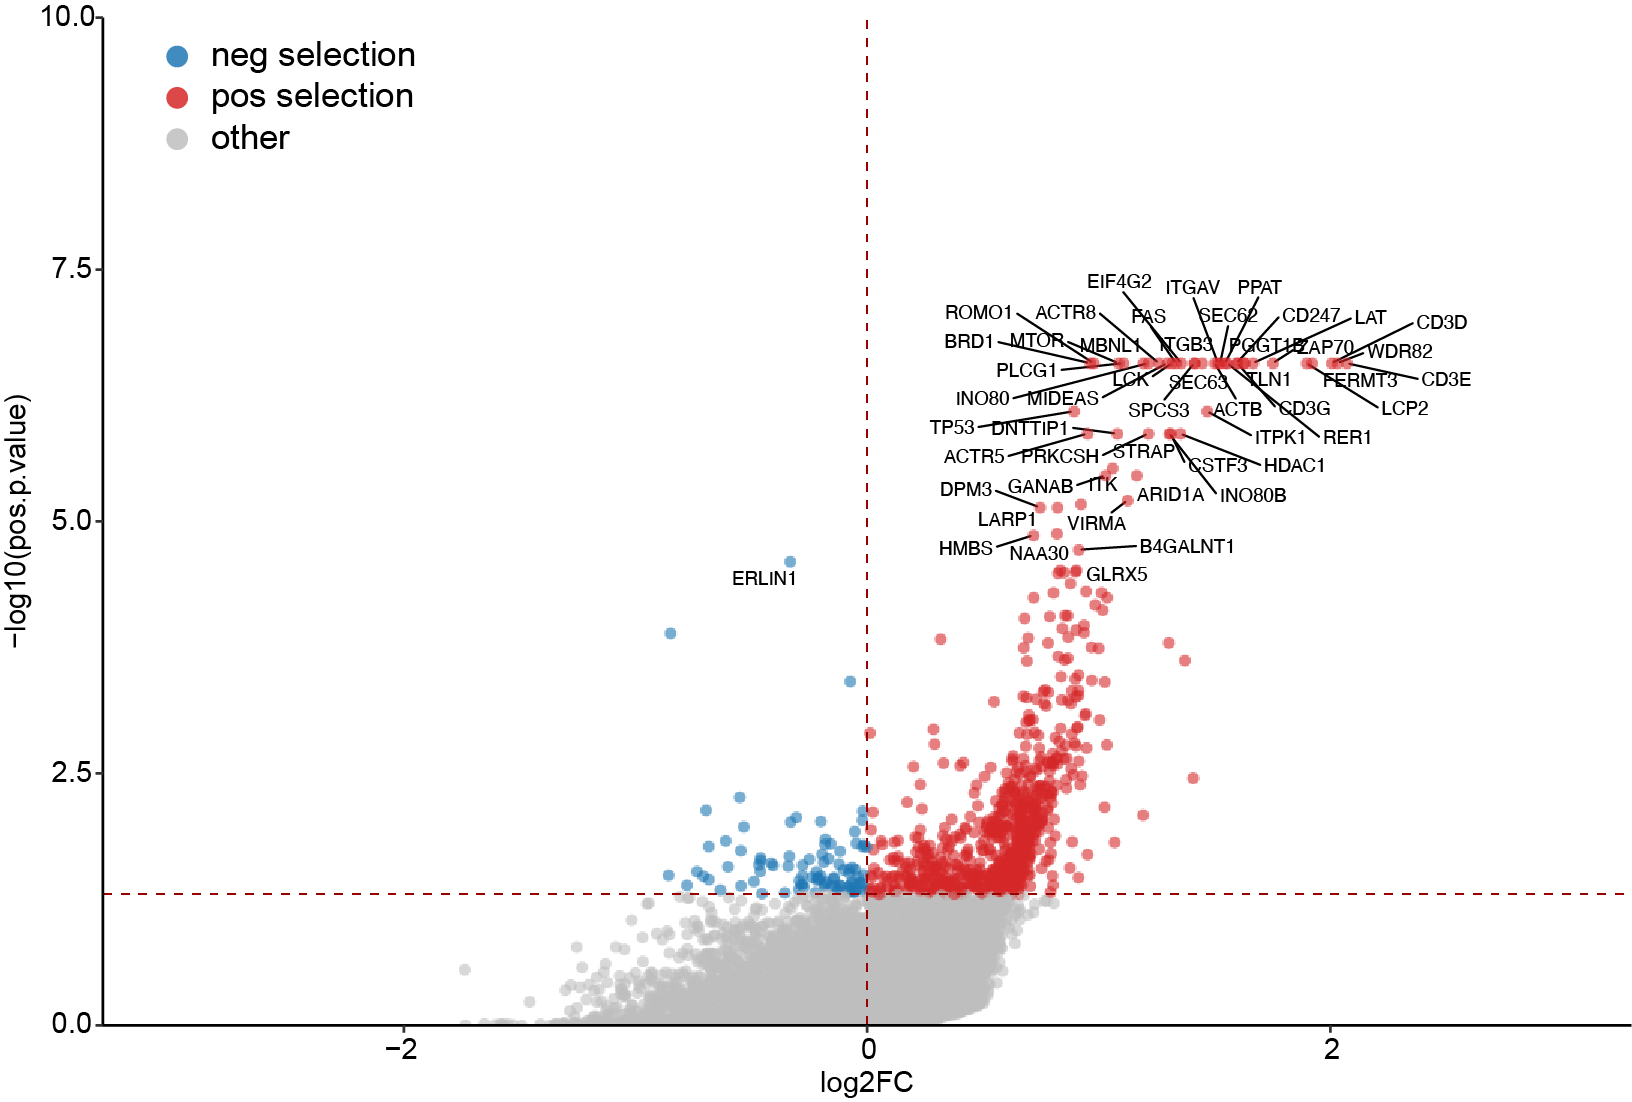 10.0
neg selection
pos selection
other
7.5
EIF4G2
ITGAV
PPAT
ROMO1
ACTR8
FAS
SEC62
CD247
LAT
CD3D
BRD1
MTOR
MBNL1
ITGB3
PGGT1B
ZAP70
WDR82
PLCG1
LCK
SEC63
TLN1
FERMT3
CD3E
INO80
MIDEAS
SPCS3
ACTB
CD3G
LCP2
TP53
DNTTIP1
ITPK1
RER1
ACTR5
PRKCSH
STRAP
CSTF3
HDAC1
GANAB
ITK
ARID1A
INO80B
DPM3
5.0
LARP1
VIRMA
HMBS
NAA30
B4GALNT1
ERLIN1
GLRX5
−log10(pos.p.value)
2.5
0.0
−2
0
2
log2FC